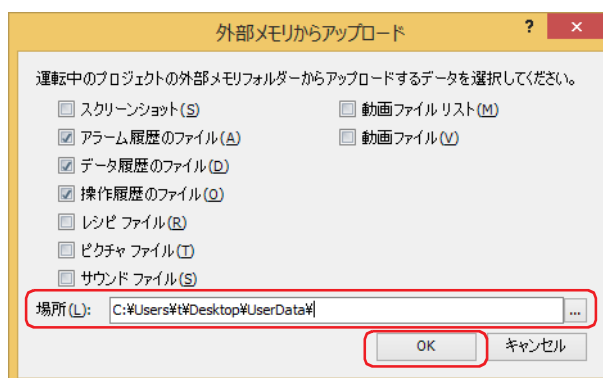 外部メモリからアップロード ? ×
運転中のプロジェクトの外部メモリフォルダーからアップロードするデータを選択してください。
スクリーンショット(S) 動画ファイル リスト(M)
アラーム履歴のファイル(A) 動画ファイル(V)
データ履歴のファイル(D)
操作履歴のファイル(O)
レシピ ファイル(R)
ピクチャ ファイル(T)
サウンド ファイル(S)
場所(L): C:¥Users¥t¥Desktop¥UserData¥ ...
OK キャンセル